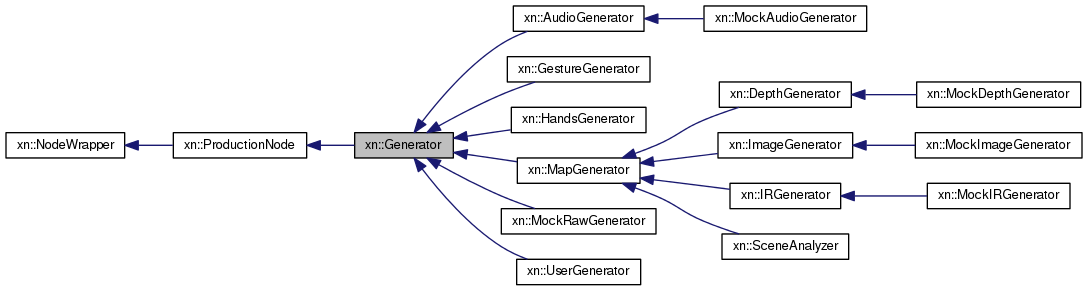 xn::AudioGenerator
xn::MockAudioGenerator
xn::GestureGenerator
xn::DepthGenerator
xn::MockDepthGenerator
xn::HandsGenerator
xn::NodeWrapper
xn::ProductionNode
xn::Generator
xn::ImageGenerator
xn::MockImageGenerator
xn::MapGenerator
xn::IRGenerator
xn::MockIRGenerator
xn::MockRawGenerator
xn::SceneAnalyzer
xn::UserGenerator